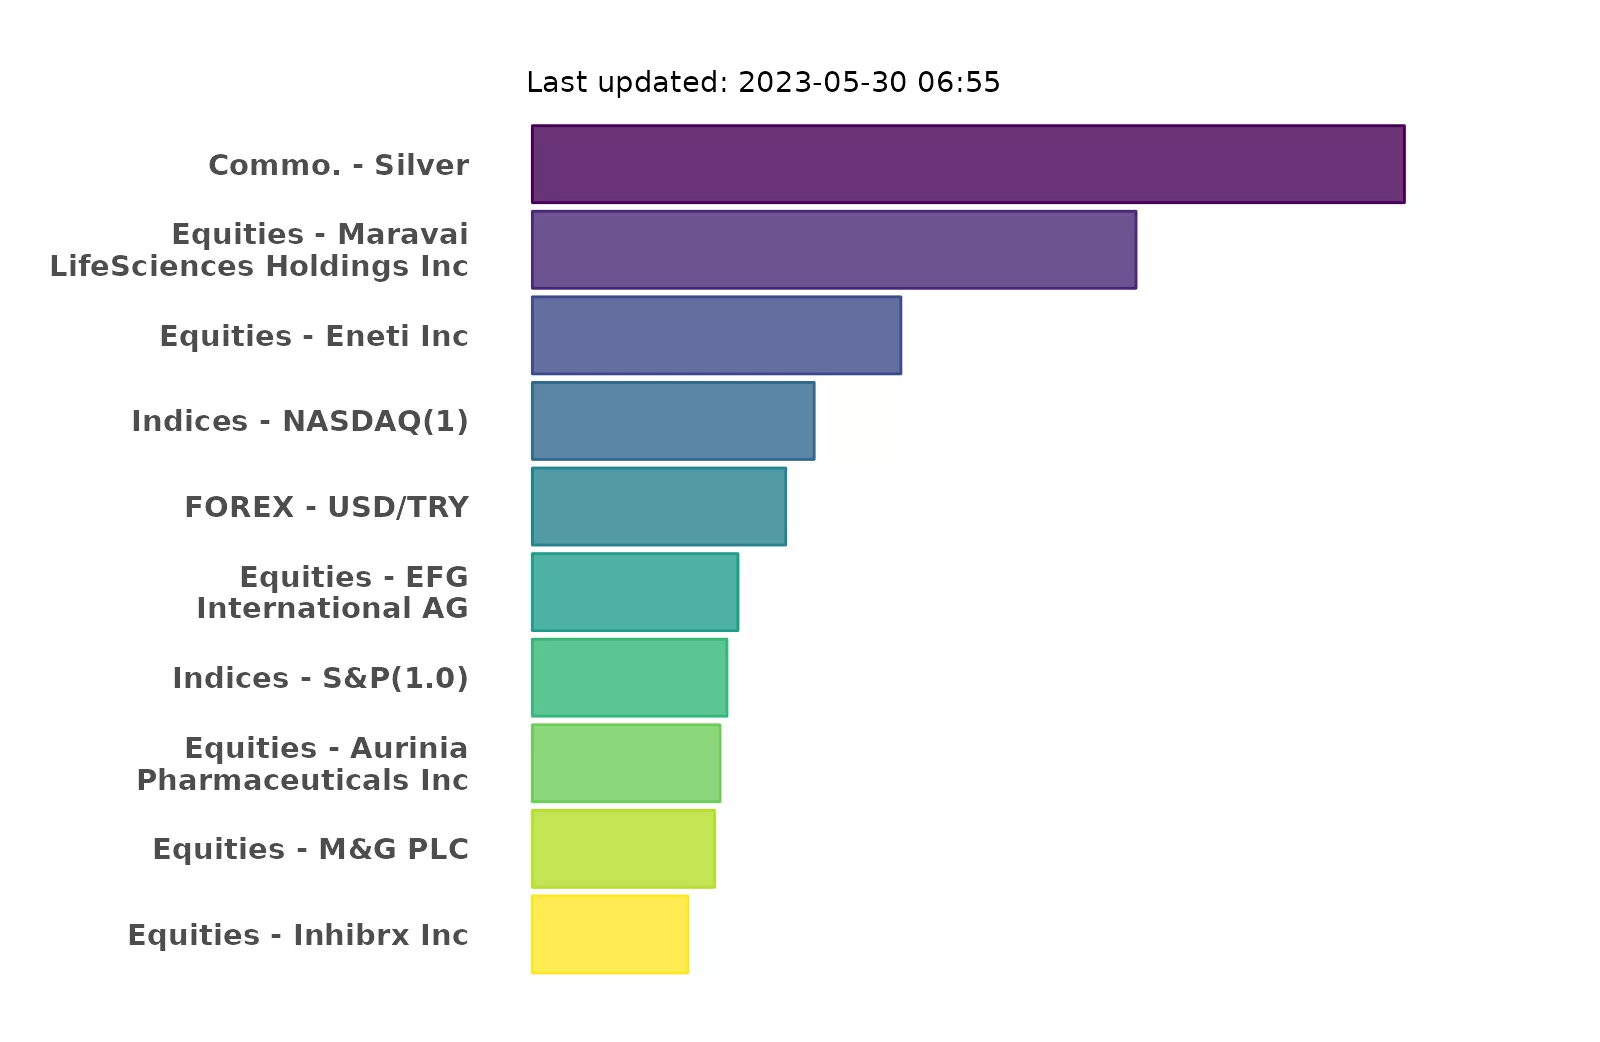 Last updated: 2023-05-30 06:55
Commo. - Silver
Equities - Maravai
LifeSciences Holdings Inc
Equities - Eneti Inc
Indices - NASDAQ(1)
FOREX - USD/TRY
Equities - EFG
International AG
Indices - S&P(1.0)
Equities - Aurinia
Pharmaceuticals Inc
Equities - M&G PLC
Equities - Inhibrx Inc